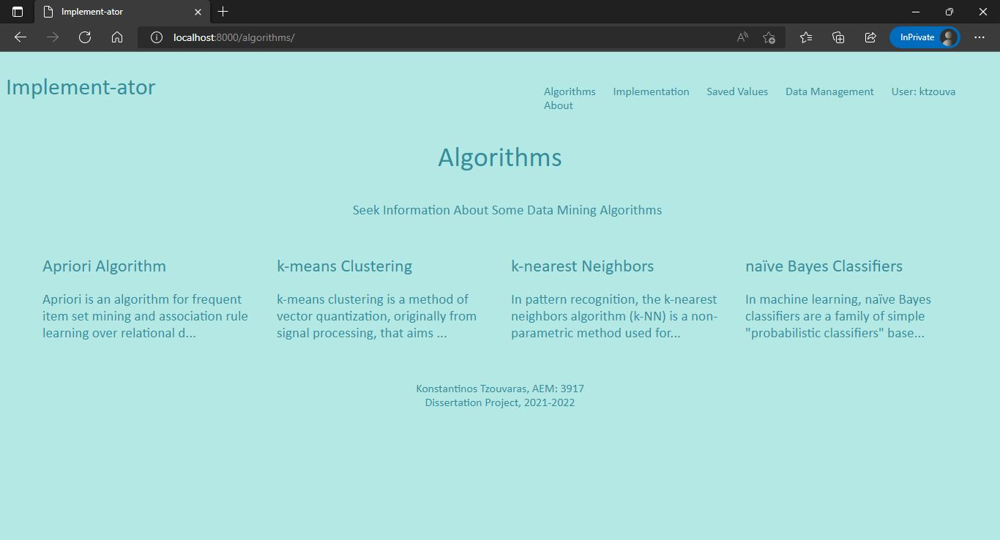 Implement-ator
localhost:8000/algorithms/
InPrivate
Implement-ator
Algorithms Implementation Saved Values Data Management User: ktzouva
About
Algorithms
Seek Information About Some Data Mining Algorithms
Apriori Algorithm
Apriori is an algorithm for frequent
item set mining and association rule
learning over relational d...
k-means Clustering
k-means clustering is a method of
vector quantization, originally from
signal processing, that aims ...
k-nearest Neighbors
In pattern recognition, the k-nearest
neighbors algorithm (k-NN) is a non-
parametric method used for...
naïve Bayes Classifiers
In machine learning, naïve Bayes
classifiers are a family of simple
"probabilistic classifiers" base...
Konstantinos Tzouvaras, AEM: 3917
Dissertation Project, 2021-2022